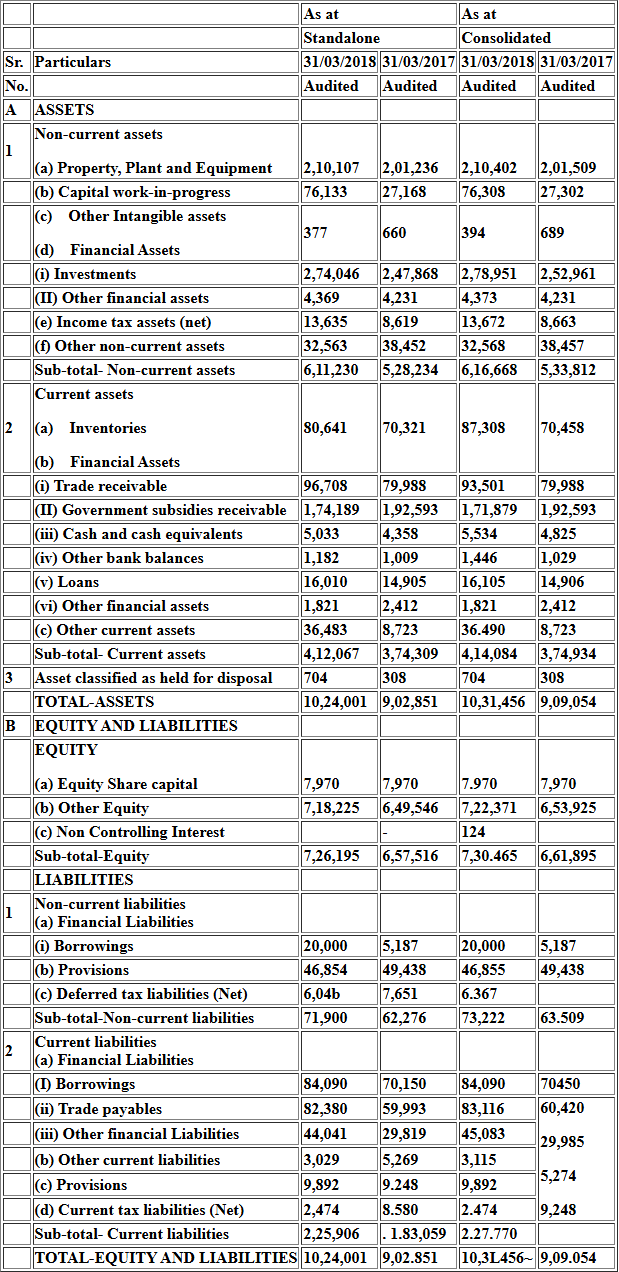 As at As at
Standalone Consolidated
Sr. Particulars 31/03/2018 31/03/2017 31/03/2018 31/03/2017
No. Audited Audited Audited Audited
A ASSETS
1 Non-current assets
(a) Property, Plant and Equipment 2,10,107 2,01,236 2,10,402 2,01,509
(b) Capital work-in-progress 76,133 27,168 76,308 27,302
(c) Other Intangible assets 377 660 394 689
(d) Financial Assets
(i) Investments 2,74,046 2,47,868 2,78,951 2,52,961
(II) Other financial assets 4,369 4,231 4,373 4,231
(e) Income tax assets (net) 13,635 8,619 13,672 8,663
(f) Other non-current assets 32,563 38,452 32,568 38,457
Sub-total- Non-current assets 6,11,230 5,28,234 6,16,668 5,33,812
2 Current assets
(a) Inventories 80,641 70,321 87,308 70,458
(b) Financial Assets
(i) Trade receivable 96,708 79,988 93,501 79,988
(II) Government subsidies receivable 1,74,189 1,92,593 1,71,879 1,92,593
(iii) Cash and cash equivalents 5,033 4,358 5,534 4,825
(iv) Other bank balances 1,182 1,009 1,446 1,029
(v) Loans 16,010 14,905 16,105 14,906
(vi) Other financial assets 1,821 2,412 1,821 2,412
(c) Other current assets 36,483 8,723 36.490 8,723
Sub-total- Current assets 4,12,067 3,74,309 4,14,084 3,74,934
3 Asset classified as held for disposal 704 308 704 308
TOTAL-ASSETS 10,24,001 9,02,851 10,31,456 9,09,054
B EQUITY AND LIABILITIES
EQUITY
(a) Equity Share capital 7,970 7,970 7.970 7,970
(b) Other Equity 7,18,225 6,49,546 7,22,371 6,53,925
(c) Non Controlling Interest - 124
Sub-total-Equity 7,26,195 6,57,516 7,30.465 6,61,895
LIABILITIES
1 Non-current liabilities
(a) Financial Liabilities
(i) Borrowings 20,000 5,187 20,000 5,187
(b) Provisions 46,854 49,438 46,855 49,438
(c) Deferred tax liabilities (Net) 6,04b 7,651 6.367
Sub-total-Non-current liabilities 71,900 62,276 73,222 63.509
2 Current liabilities
(a) Financial Liabilities
(I) Borrowings 84,090 70,150 84,090 70450
(ii) Trade payables 82,380 59,993 83,116 60,420
(iii) Other financial Liabilities 44,041 29,819 45,083 29,985
(b) Other current liabilities 3,029 5,269 3,115 5,274
(c) Provisions 9,892 9.248 9,892 9,248
(d) Current tax liabilities (Net) 2,474 8.580 2.474
Sub-total- Current liabilities 2,25,906 . 1.83,059 2.27.770
TOTAL-EQUITY AND LIABILITIES 10,24,001 9,02.851 10,3L456~ 9,09.054